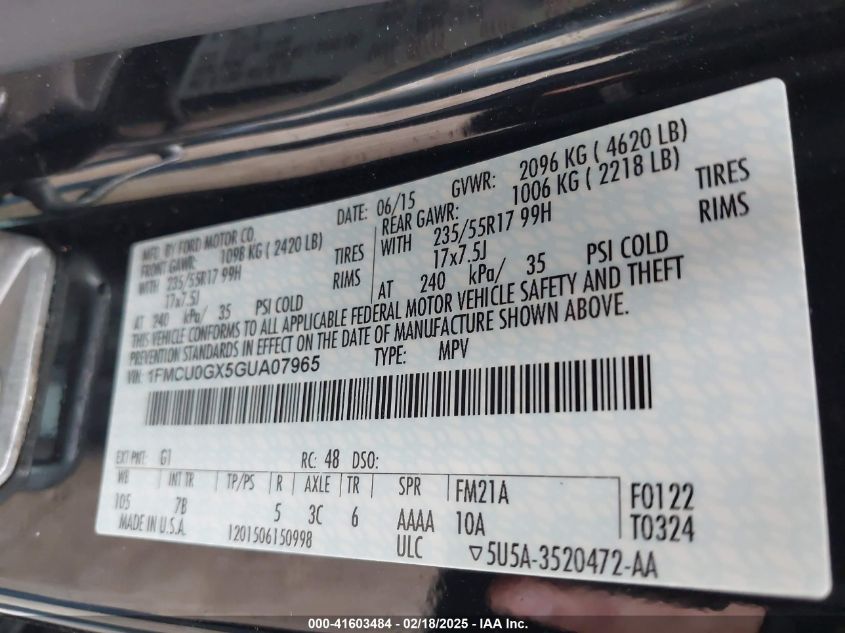 MFD. BY FORD MOTOR CO.
DATE: 06/15 GVWR: 2096 KG ( 4620 LB)
FRONT GAWR: 1098 KG ( 2420 LB)
WITH 235/55R17 99H TIRES
17x7.5J RIMS
AT 240 kPa/ 35 PSI COLD
REAR GAWR: 1006 KG ( 2218 LB)
WITH 235/55R17 99H TIRES
17x7.5J RIMS
AT 240 kPa/ 35 PSI COLD
THIS VEHICLE CONFORMS TO ALL APPLICABLE FEDERAL MOTOR VEHICLE SAFETY AND THEFT
PREVENTION STANDARDS IN EFFECT ON THE DATE OF MANUFACTURE SHOWN ABOVE.
VIN: 1FMCU0GX5GUA07965 TYPE: MPV
EXT PNT: G1 RC: 48 DSO:
WB INT TR TP/PS R AXLE TR SPR FM21A F0122
105 7B 5 3C 6 AAAA 10A T0324
MADE IN U.S.A. 1201506150998 ULC ▽5U5A-3520472-AA
000-41603484 - 02/18/2025 - IAA Inc.